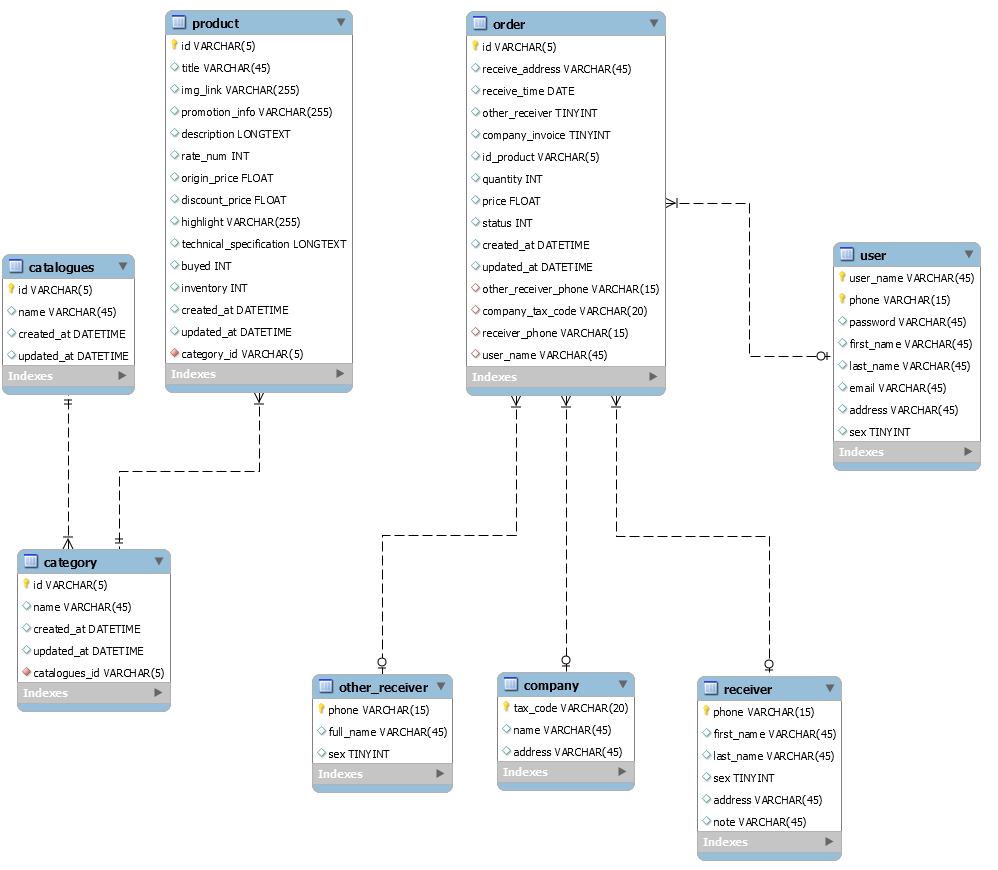 product
id VARCHAR(5)
title VARCHAR(45)
img_link VARCHAR(255)
promotion_info VARCHAR(255)
description LONGTEXT
rate_num INT
origin_price FLOAT
discount_price FLOAT
highlight VARCHAR(255)
technical_specification LONGTEXT
buyed INT
inventory INT
created_at DATETIME
updated_at DATETIME
category_id VARCHAR(5)
Indexes
order
id VARCHAR(5)
receive_address VARCHAR(45)
receive_time DATE
other_receiver TINYINT
company_invoice TINYINT
id_product VARCHAR(5)
quantity INT
price FLOAT
status INT
created_at DATETIME
updated_at DATETIME
other_receiver_phone VARCHAR(15)
company_tax_code VARCHAR(20)
receiver_phone VARCHAR(15)
user_name VARCHAR(45)
Indexes
catalogues
id VARCHAR(5)
name VARCHAR(45)
created_at DATETIME
updated_at DATETIME
Indexes
user
user_name VARCHAR(45)
phone VARCHAR(15)
password VARCHAR(45)
first_name VARCHAR(45)
last_name VARCHAR(45)
email VARCHAR(45)
address VARCHAR(45)
sex TINYINT
Indexes
category
id VARCHAR(5)
name VARCHAR(45)
created_at DATETIME
updated_at DATETIME
catalogues_id VARCHAR(5)
Indexes
other_receiver
phone VARCHAR(15)
full_name VARCHAR(45)
sex TINYINT
Indexes
company
tax_code VARCHAR(20)
name VARCHAR(45)
address VARCHAR(45)
Indexes
receiver
phone VARCHAR(15)
first_name VARCHAR(45)
last_name VARCHAR(45)
sex TINYINT
address VARCHAR(45)
note VARCHAR(45)
Indexes